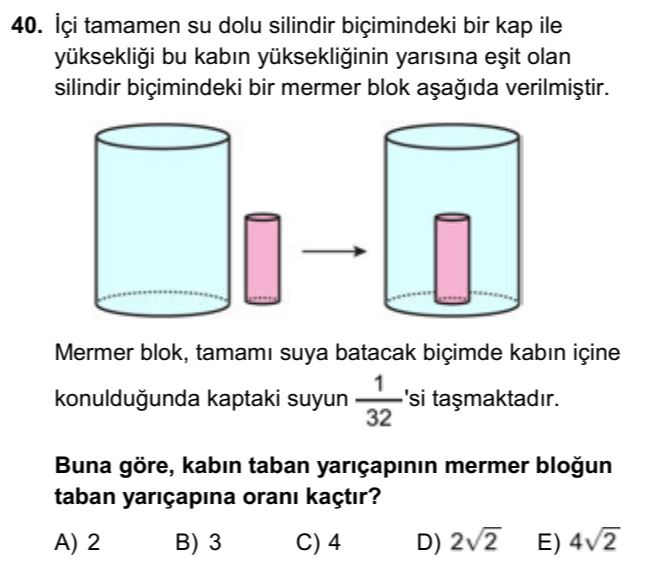 40. İçi tamamen su dolu silindir biçimindeki bir kap ile
yüksekliği bu kabın yüksekliğinin yarısına eşit olan
silindir biçimindeki bir mermer blok aşağıda verilmiştir.
Mermer blok, tamamı suya batacak biçimde kabın içine
konulduğunda kaptaki suyun 1/32'si taşmaktadır.
Buna göre, kabın taban yarıçapının mermer bloğun
taban yarıçapına oranı kaçtır?
A) 2 B) 3 C) 4 D) 2√2 E) 4√2